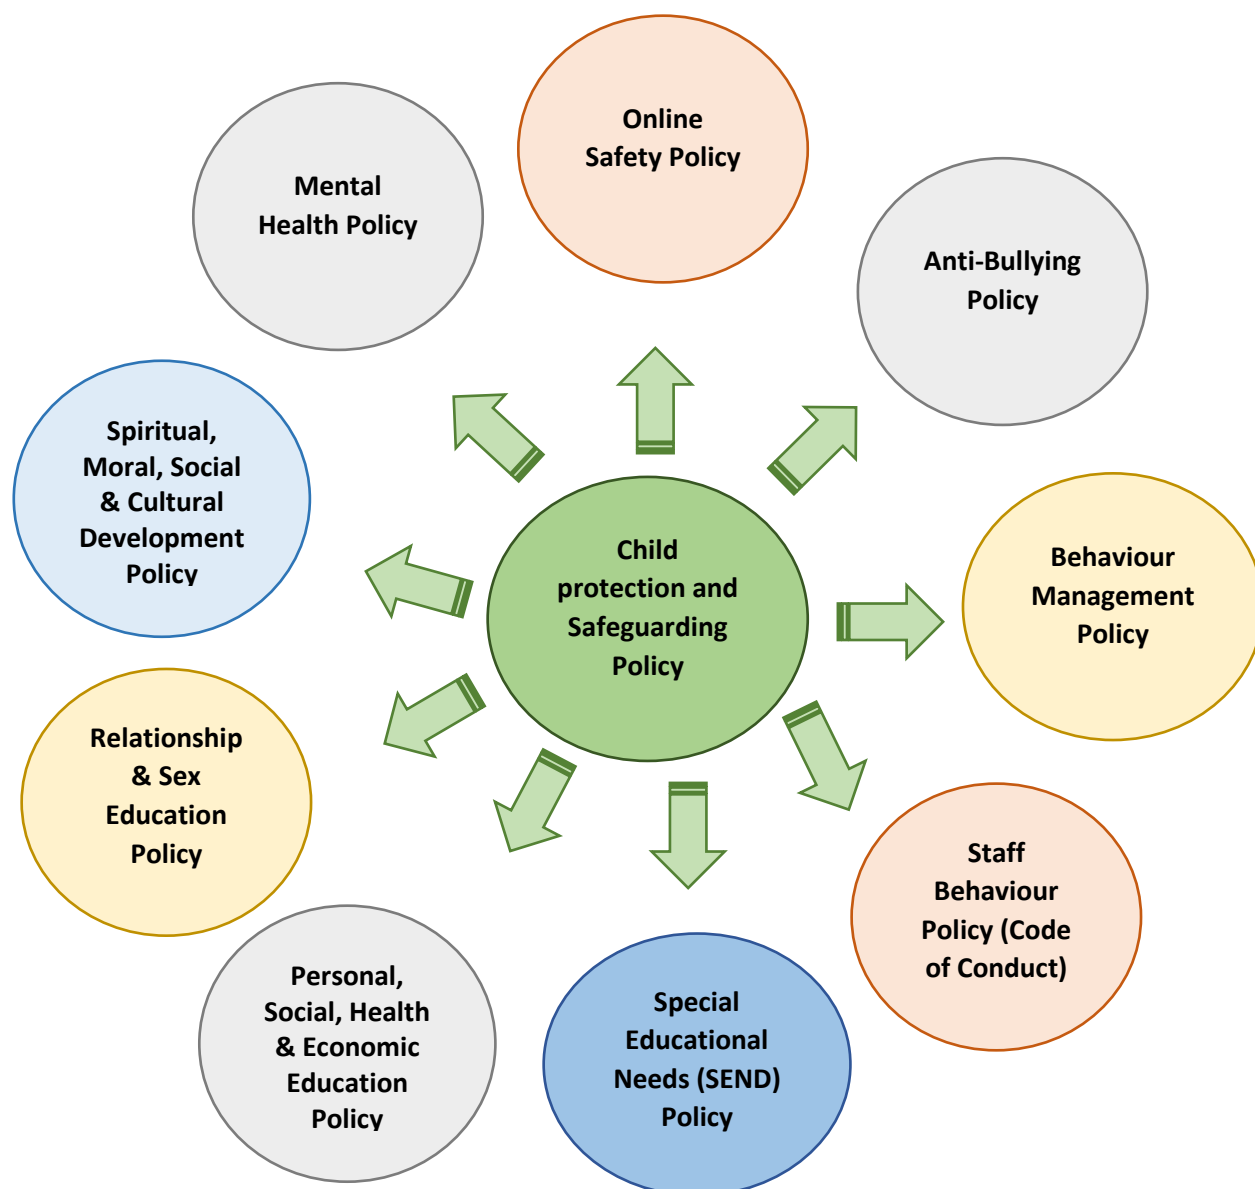 Online
Safety Policy
Mental
Health Policy
Anti-Bullying
Policy
Spiritual,
Moral, Social
& Cultural
Development
Policy
Child
protection and
Safeguarding
Policy
Behaviour
Management
Policy
Relationship
& Sex
Education
Policy
Staff
Behaviour
Policy (Code
of Conduct)
Personal,
Social, Health
& Economic
Education
Policy
Special
Educational
Needs (SEND)
Policy